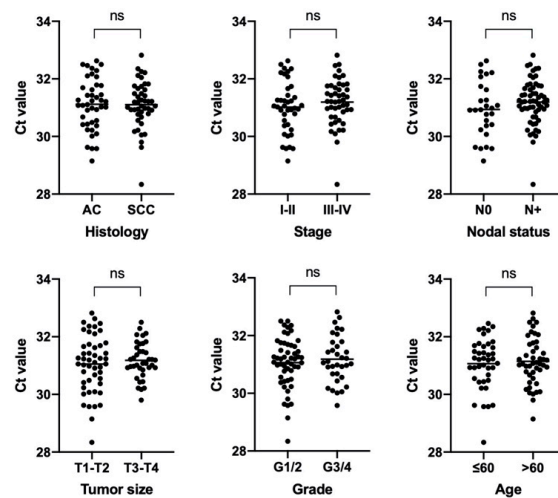 ns
Ct value
32
30
28
AC SCC
Histology
ns
Ct value
32
30
28
I-II III-IV
Stage
ns
Ct value
32
30
28
N0 N+
Nodal status
ns
Ct value
34
32
30
28
T1-T2 T3-T4
Tumor size
ns
Ct value
34
32
30
28
G1/2 G3/4
Grade
ns
Ct value
34
32
30
28
≤60 >60
Age